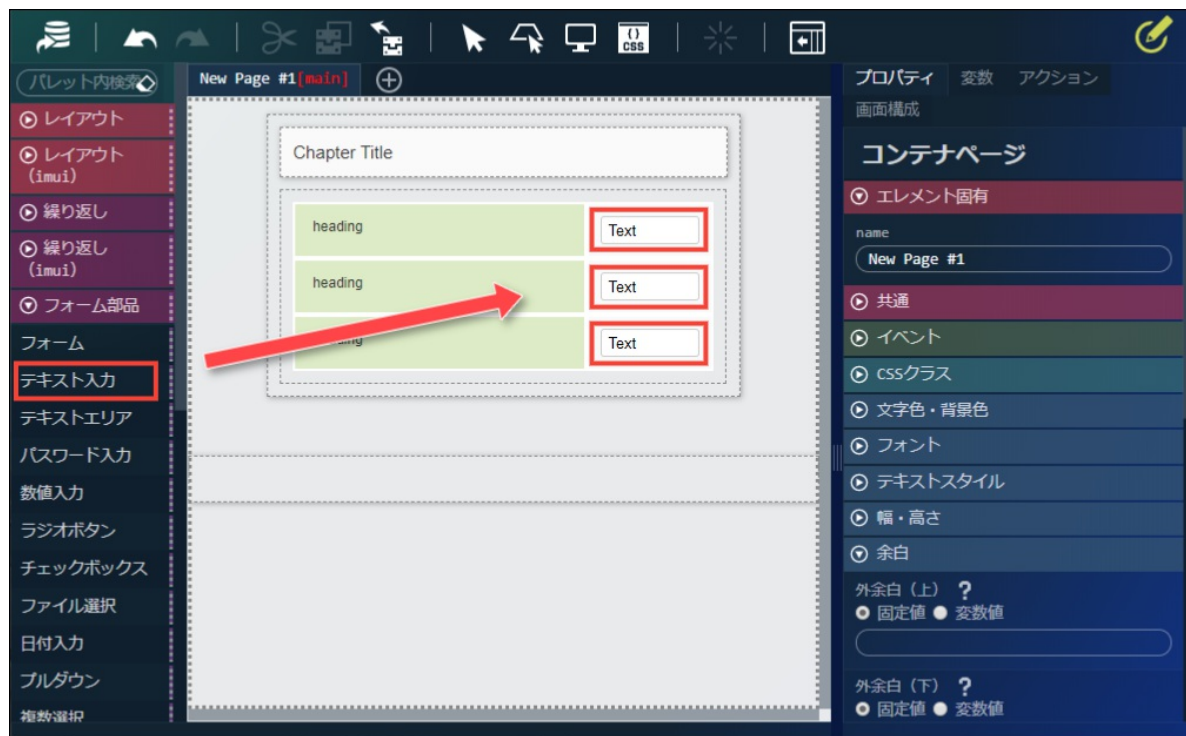 {}
CSS
パレット内検索
レイアウト
レイアウト
(imui)
繰り返し
繰り返し
(imui)
フォーム部品
フォーム
テキスト入力
テキストエリア
パスワード入力
数値入力
ラジオボタン
チェックボックス
ファイル選択
日付入力
プルダウン
複数選択
New Page #1[main]
Chapter Title
heading
Text
heading
Text
Text
プロパティ 変数 アクション
画面構成
コンテナページ
エレメント固有
name
New Page #1
共通
イベント
CSSクラス
文字色・背景色
フォント
テキストスタイル
幅・高さ
余白
外余白（上） ?
固定値 変数値
外余白（下） ?
固定値 変数値